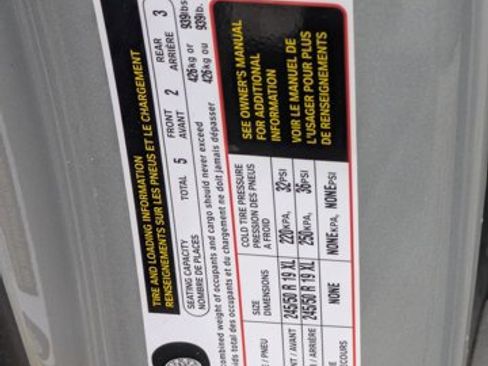 TIRE AND LOADING INFORMATION
RENSEIGNEMENTS SUR LES PNEUS ET LE CHARGEMENT
SEATING CAPACITY
NOMBRE DE PLACES
TOTAL 5
FRONT
AVANT
2
REAR
ARRIÈRE
3
combined weight of occupants and cargo should never exceed 426kg or 939lbs
total des occupants et du chargement ne doit jamais dépasser 426kg ou 939lb.
SIZE
DIMENSIONS
COLD TIRE PRESSURE
PRESSION DES PNEUS
A FROID
/ PNEU
/ AVANT 245/50 R 19 XL 220KPA, 32PSI
/ ARRIÈRE 245/50 R 19 XL 250KPA, 36PSI
NONE NONEKPA, NONEPSI
SEE OWNER'S MANUAL
FOR ADDITIONAL
INFORMATION
VOIR LE MANUEL DE
L'USAGER POUR PLUS
DE RENSEIGNEMENTS